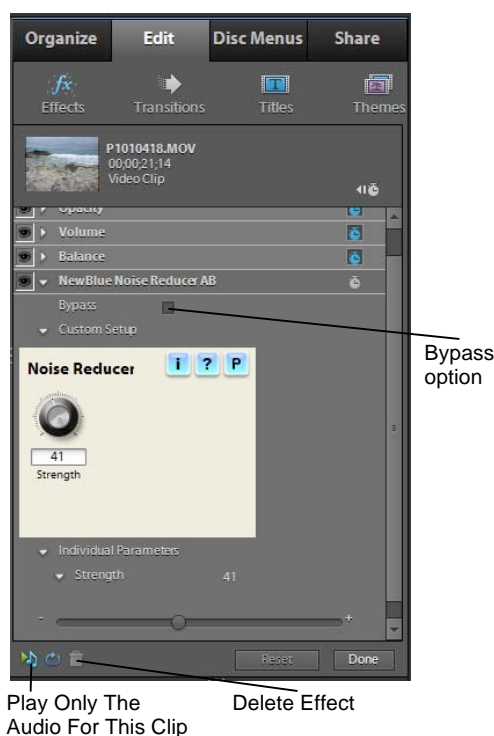 Organize Edit Disc Menus Share
fx
Effects Transitions Titles Themes
P1010418.MOV
00;00;21;14
Video Clip
Opacity
Volume
Balance
NewBlue Noise Reducer AB
Bypass
Custom Setup
Noise Reducer i ? P
41
Strength
Individual Parameters
Strength 41
- +
Reset Done
Bypass
option
Play Only The
Audio For This Clip
Delete Effect